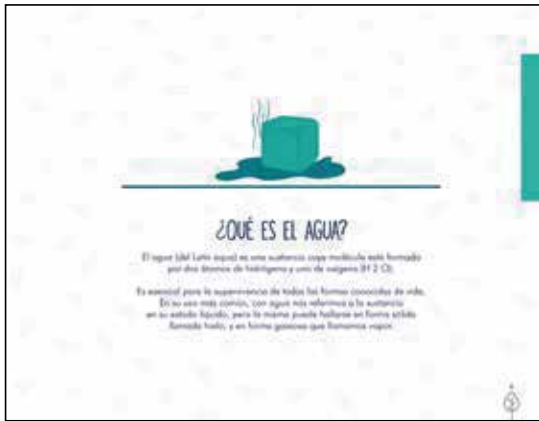 ¿QUÉ ES EL AGUA?
El agua (del Latín aqua) es una sustancia cuya molécula está formada
por dos átomos de hidrógeno y uno de oxígeno (H 2 O).
Es esencial para la supervivencia de todas las formas conocidas de vida.
En su uso más común, con agua nos referimos a la sustancia
en su estado líquido, pero la misma puede hallarse en forma sólida
llamada hielo, y en forma gaseosa que llamamos vapor.